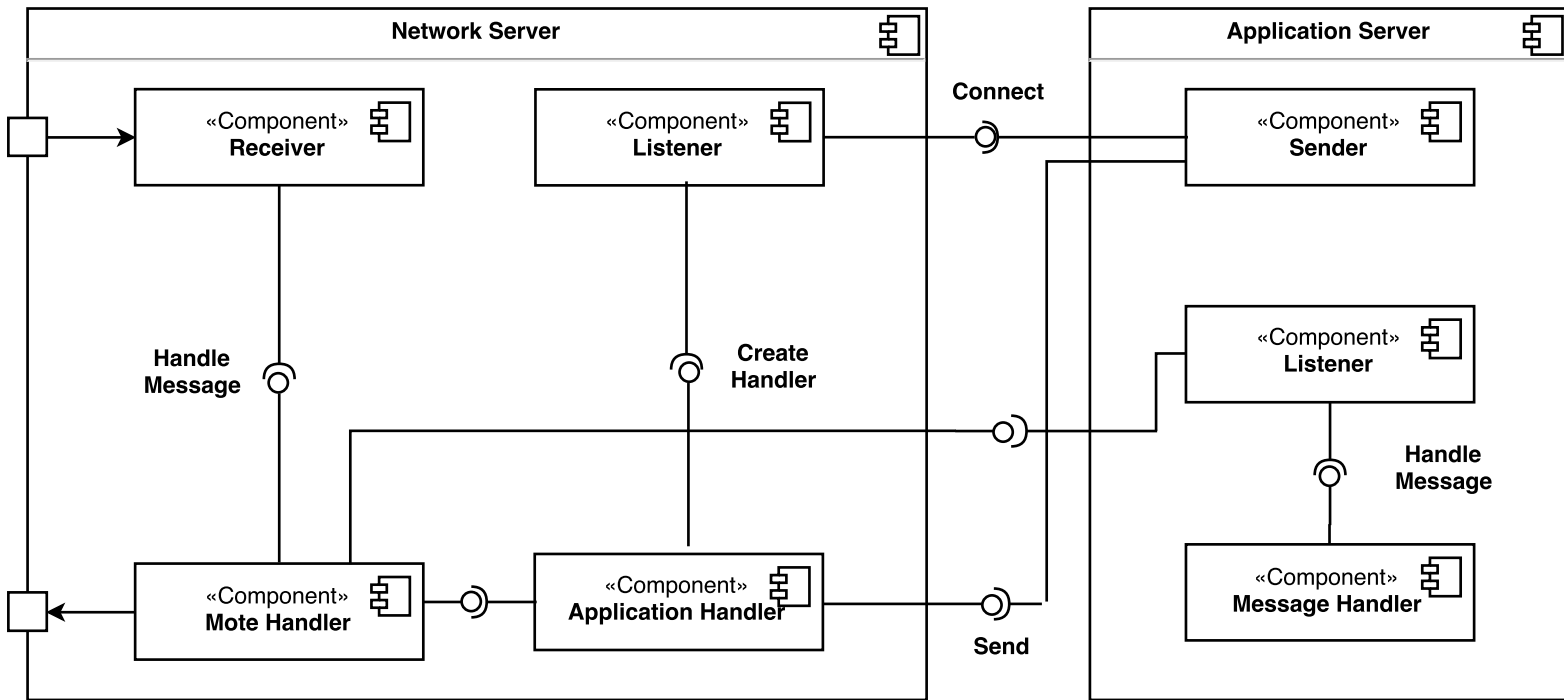 Network Server
Application Server
«Component»
Receiver
«Component»
Listener
Connect
«Component»
Sender
Handle
Message
Create
Handler
«Component»
Listener
Handle
Message
«Component»
Mote Handler
«Component»
Application Handler
Send
«Component»
Message Handler